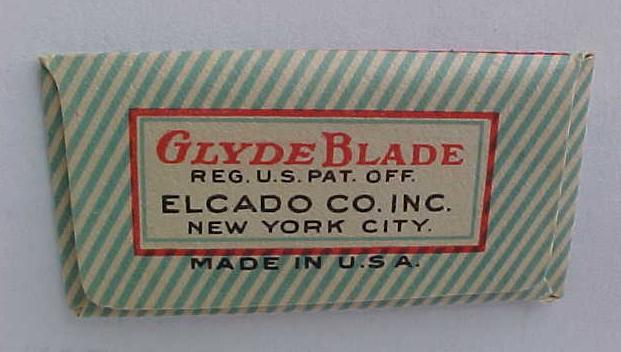 GLYDE BLADE
REG. U.S. PAT. OFF.
ELCADO CO. INC.
NEW YORK CITY.
MADE IN U.S.A.